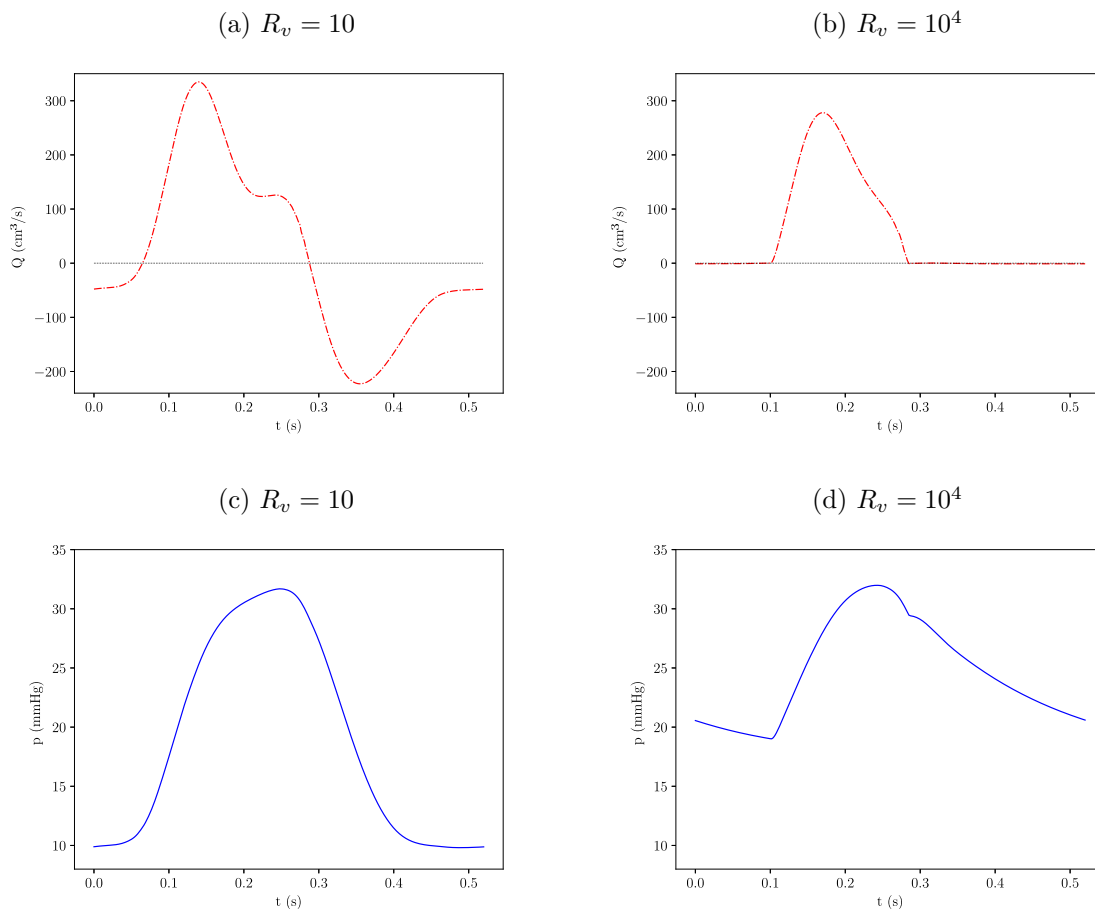 (a) $R_v = 10$
(b) $R_v = 10^4$
300
200
100
0
−100
−200
Q (cm³/s)
0.0 0.1 0.2 0.3 0.4 0.5
t (s)
300
200
100
0
−100
−200
Q (cm³/s)
0.0 0.1 0.2 0.3 0.4 0.5
t (s)
(c) $R_v = 10$
(d) $R_v = 10^4$
35
30
25
20
15
10
p (mmHg)
0.0 0.1 0.2 0.3 0.4 0.5
t (s)
35
30
25
20
15
10
p (mmHg)
0.0 0.1 0.2 0.3 0.4 0.5
t (s)